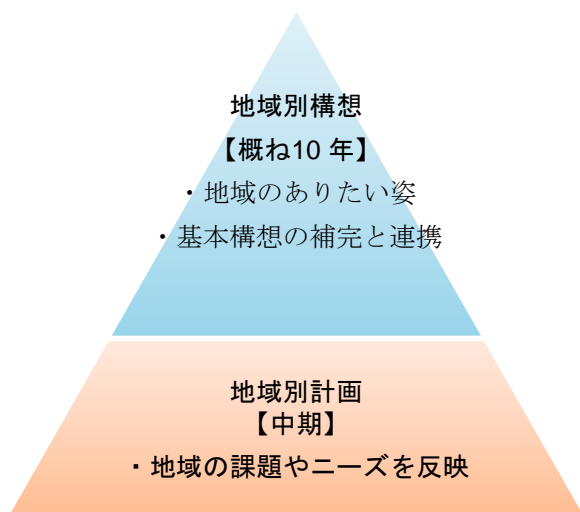 地域別構想
【概ね10 年】
・地域のありたい姿
・基本構想の補完と連携
地域別計画
【中期】
・地域の課題やニーズを反映